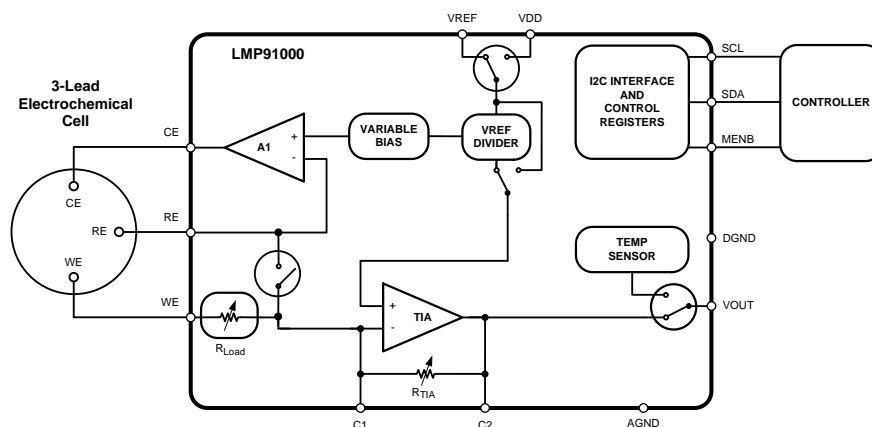 VREF
VDD
LMP91000
SCL
3-Lead
Electrochemical
Cell
I2C INTERFACE
AND
CONTROL
REGISTERS
SDA
CONTROLLER
CE
+
A1
-
VARIABLE
BIAS
VREF
DIVIDER
MENB
CE
RE
RE
WE
TEMP
SENSOR
DGND
WE
+
TIA
-
VOUT
RLoad
RTIA
C1
C2
AGND